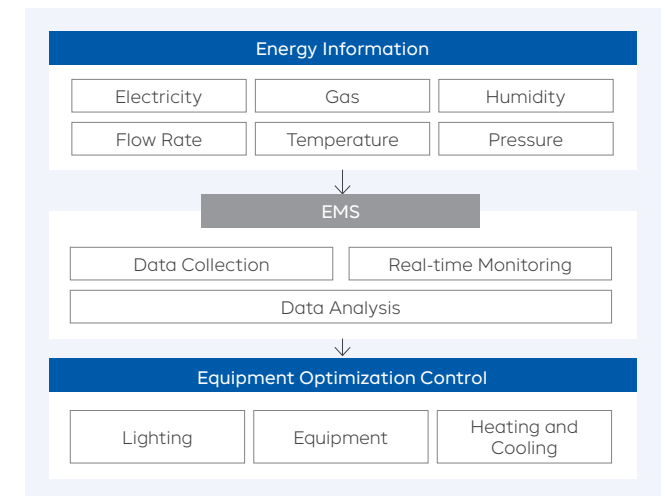 Energy Information
Electricity
Gas
Humidity
Flow Rate
Temperature
Pressure
EMS
Data Collection
Real-time Monitoring
Data Analysis
Equipment Optimization Control
Lighting
Equipment
Heating and
Cooling